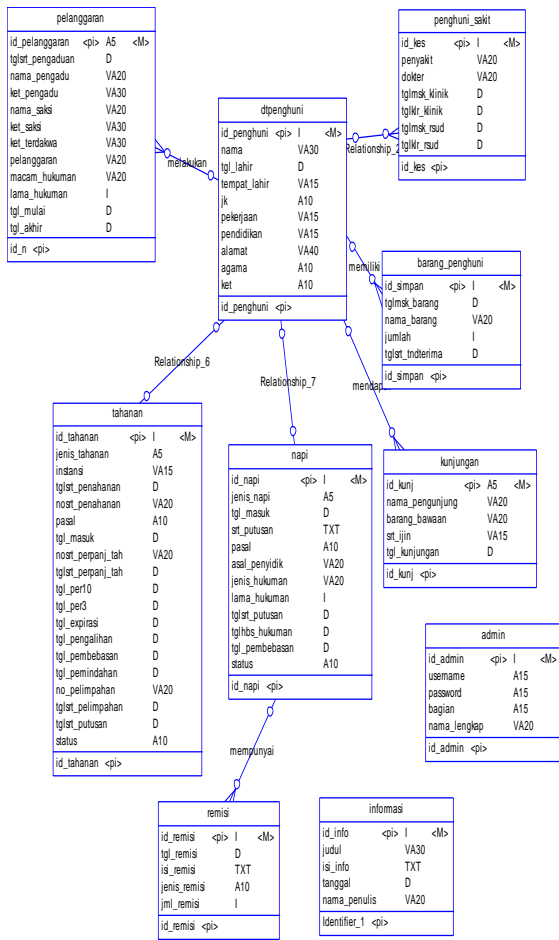 pelanggaran
id_pelanggaran <pi> A5 <M>
tglsrt_pengaduan D
nama_pengadu VA20
ket_pengadu VA30
nama_saksi VA20
ket_saksi VA30
ket_terdakwa VA30
pelanggaran VA20
macam_hukuman VA20
lama_hukuman I
tgl_mulai D
tgl_akhir D
id_n <pi>
penghuni_sakit
id_kes <pi> I <M>
penyakit VA20
dokter VA20
tglmsk_klinik D
tglklr_klinik D
tglmsk_rsud D
tglklr_rsud D
id_kes <pi>
dtpenghuni
id_penghuni <pi> I <M>
nama VA30
tgl_lahir D
tempat_lahir VA15
jk A10
pekerjaan VA15
pendidikan VA15
alamat VA40
agama A10
ket A10
id_penghuni <pi>
melakukan
Relationship_2
memiliki
mendapat
Relationship_6
Relationship_7
barang_penghuni
id_simpan <pi> I <M>
tglmsk_barang D
nama_barang VA20
jumlah I
tglsrt_tndterima D
id_simpan <pi>
tahanan
id_tahanan <pi> I <M>
jenis_tahanan A5
instansi VA15
tglsrt_penahanan D
nosrt_penahanan VA20
pasal A10
tgl_masuk D
nosrt_perpanj_tah VA20
tglsrt_perpanj_tah D
tgl_per10 D
tgl_per3 D
tgl_expirasi D
tgl_pengalihan D
tgl_pembebasan D
tgl_pemindahan D
no_pelimpahan VA20
tglsrt_pelimpahan D
tglsrt_putusan D
status A10
id_tahanan <pi>
napi
id_napi <pi> I <M>
jenis_napi A5
tgl_masuk D
srt_putusan TXT
pasal A10
asal_penyidik VA20
jenis_hukuman VA20
lama_hukuman I
tglsrt_putusan D
tglhbs_hukuman D
tgl_pembebasan D
status A10
id_napi <pi>
kunjungan
id_kunj <pi> A5 <M>
nama_pengunjung VA20
barang_bawaan VA20
srt_ijin VA15
tgl_kunjungan D
id_kunj <pi>
admin
id_admin <pi> I <M>
username A15
password A15
bagian A15
nama_lengkap VA20
id_admin <pi>
mempunyai
remisi
id_remisi <pi> I <M>
tgl_remisi D
isi_remisi TXT
jenis_remisi A10
jml_remisi I
id_remisi <pi>
informasi
id_info <pi> I <M>
judul VA30
isi_info TXT
tanggal D
nama_penulis VA20
Identifier_1 <pi>